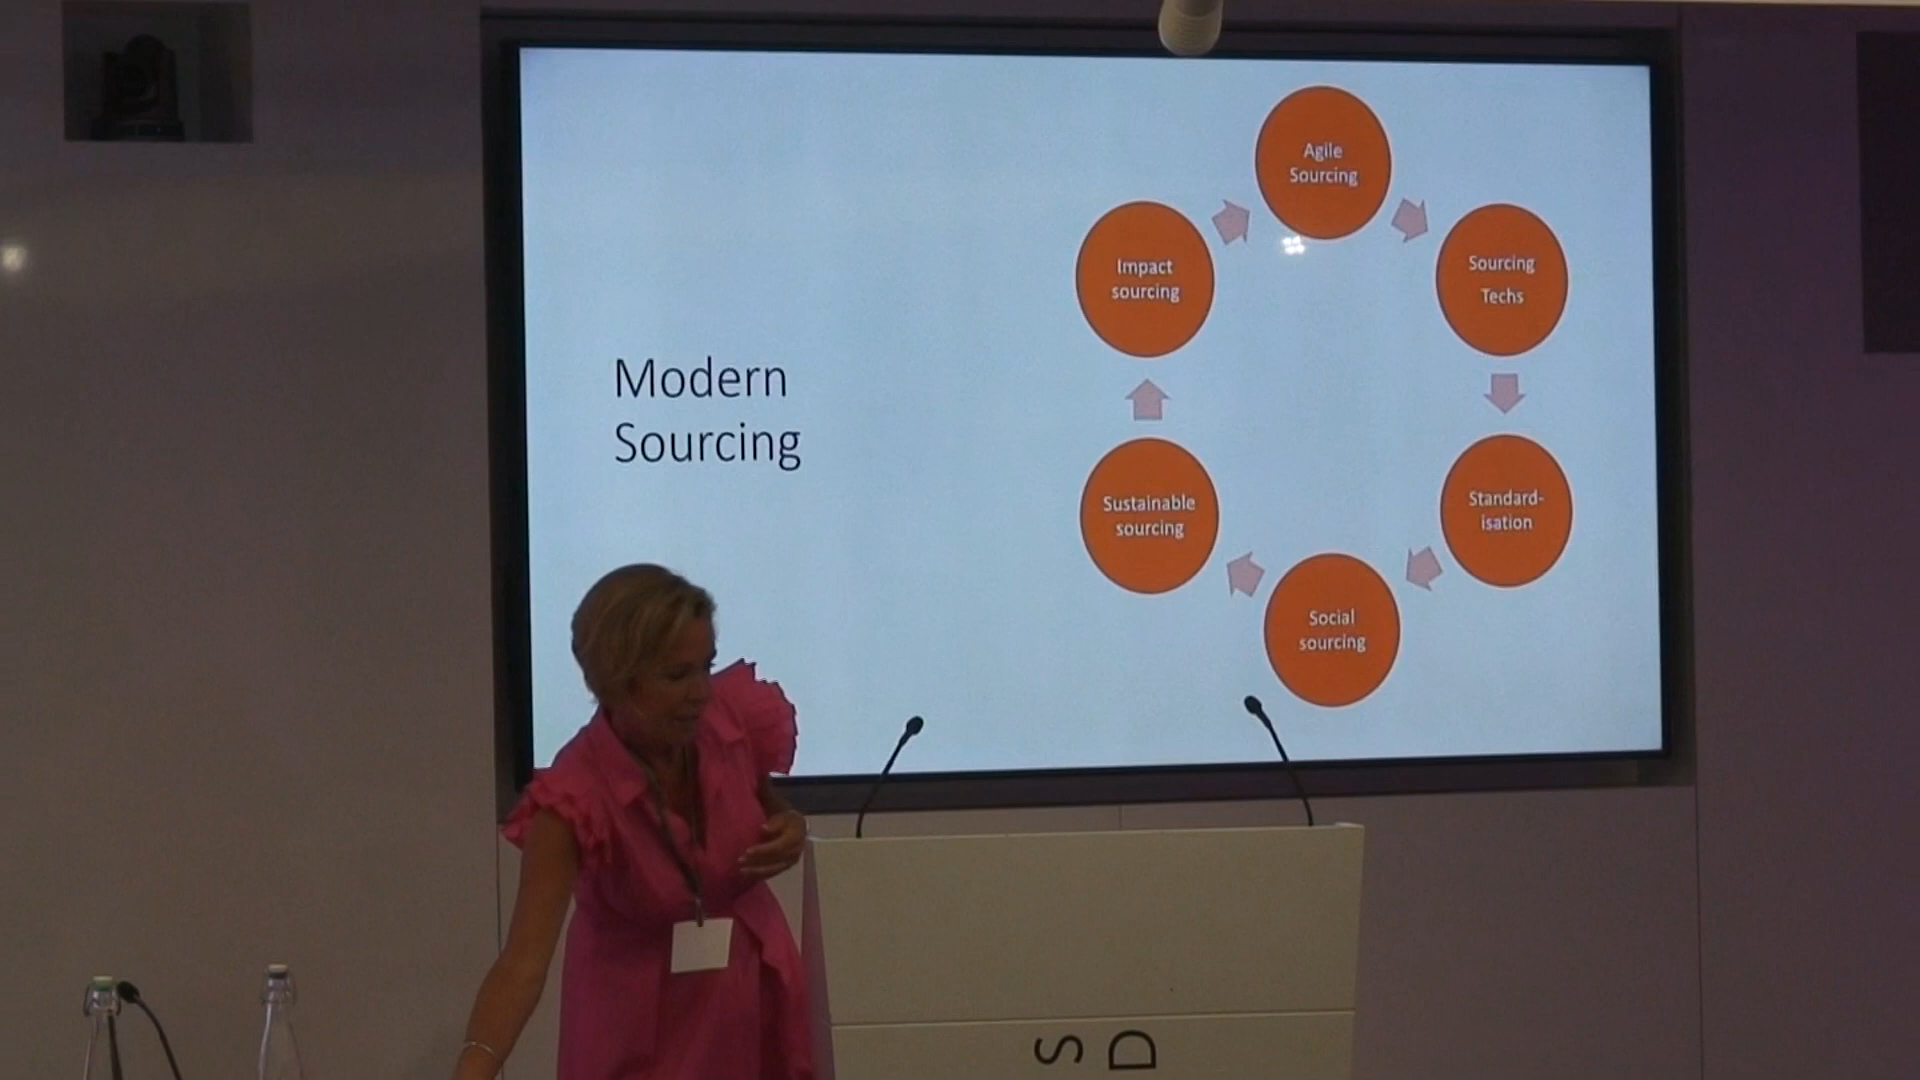 Modern
Sourcing
Agile
Sourcing
Sourcing
Techs
Standard-
isation
Social
sourcing
Sustainable
sourcing
Impact
sourcing
S D